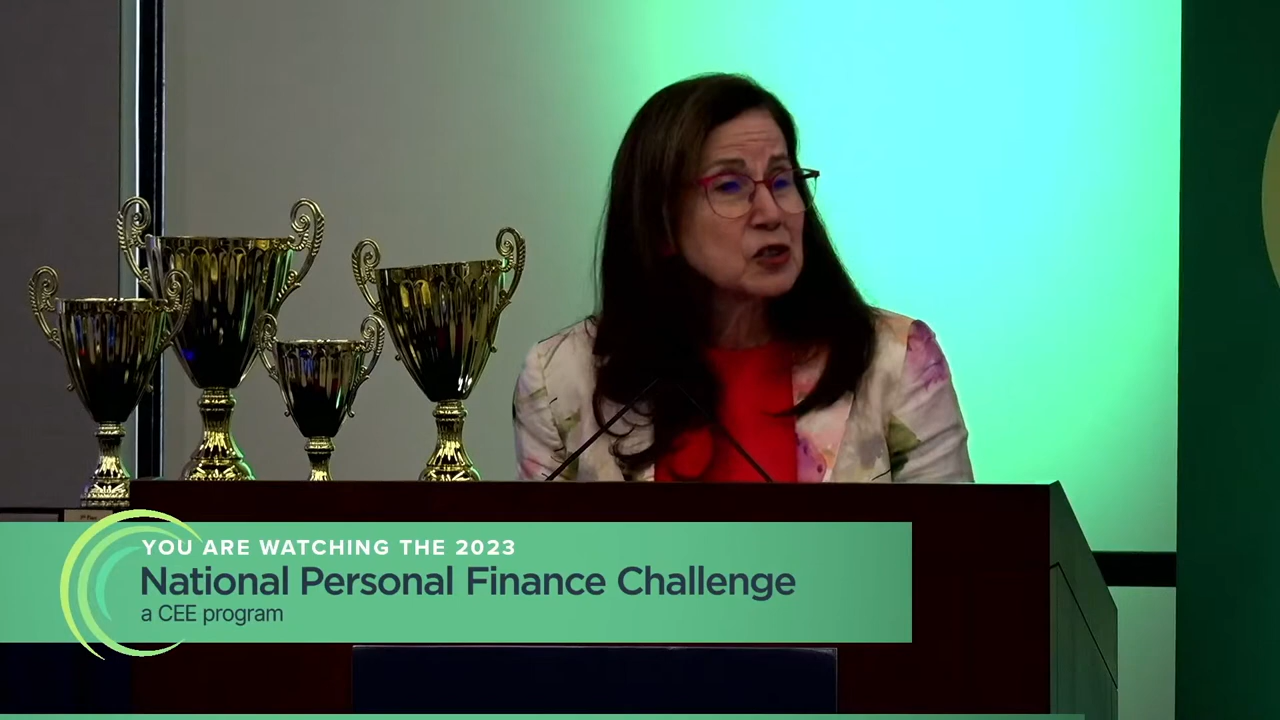 YOU ARE WATCHING THE 2023
National Personal Finance Challenge
a CEE program